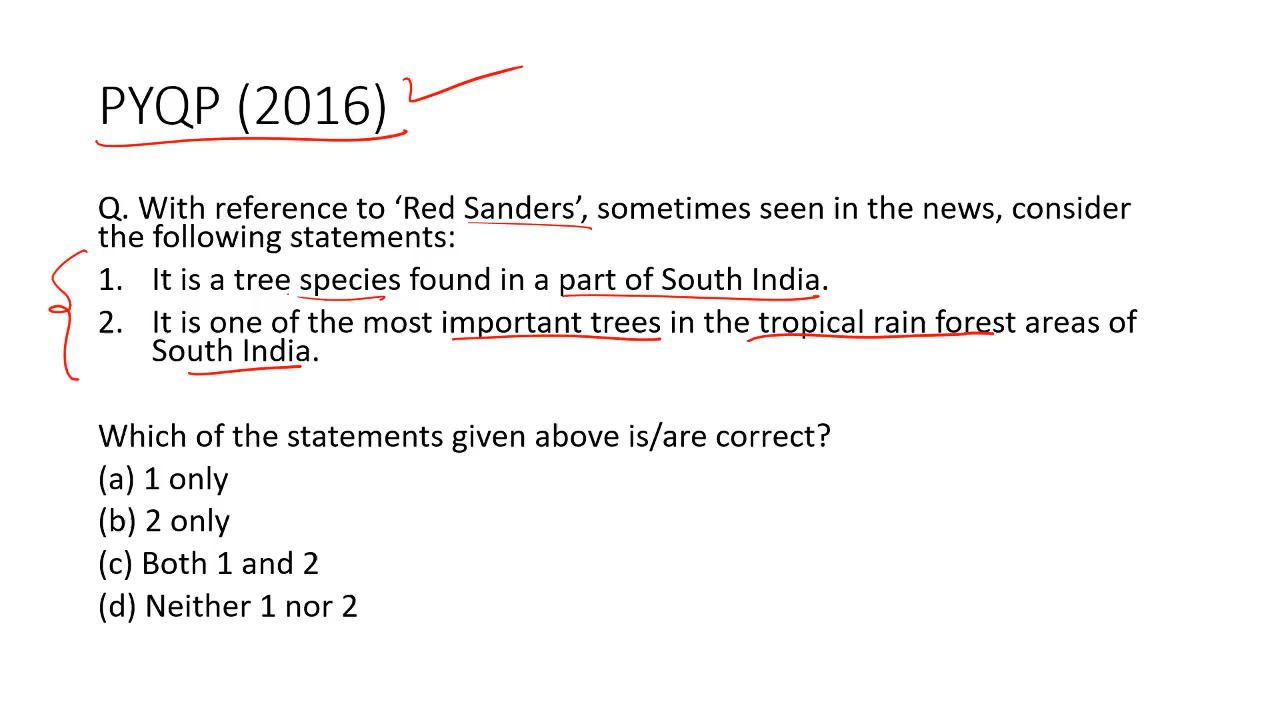 PYQP (2016)
Q. With reference to ‘Red Sanders’, sometimes seen in the news, consider
the following statements:
1. It is a tree species found in a part of South India.
2. It is one of the most important trees in the tropical rain forest areas of
South India.
Which of the statements given above is/are correct?
(a) 1 only
(b) 2 only
(c) Both 1 and 2
(d) Neither 1 nor 2